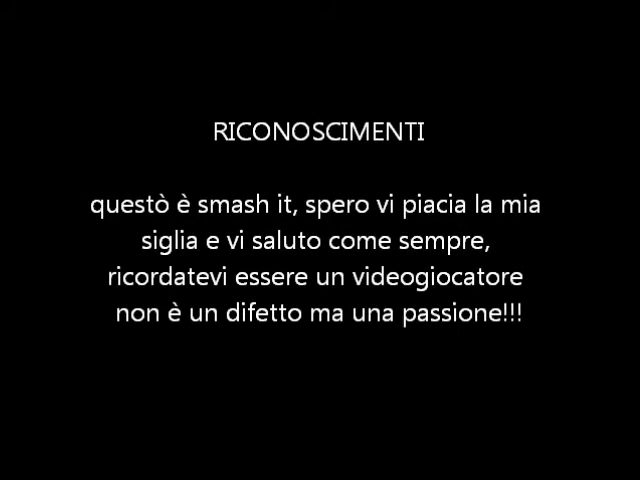 RICONOSCIMENTI
questò è smash it, spero vi piacia la mia
siglia e vi saluto come sempre,
ricordatevi essere un videogiocatore
non è un difetto ma una passione!!!